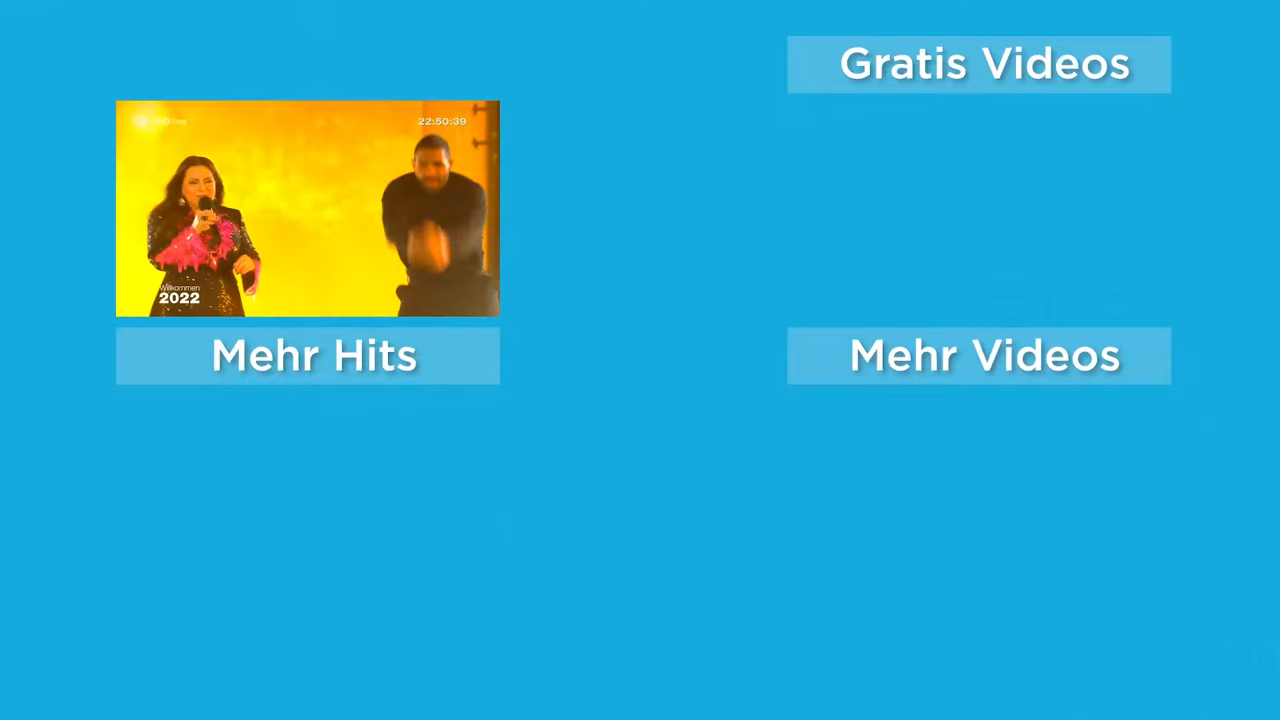 Gratis Videos
22:50:39
Willkommen
2022
Mehr Hits
Mehr Videos